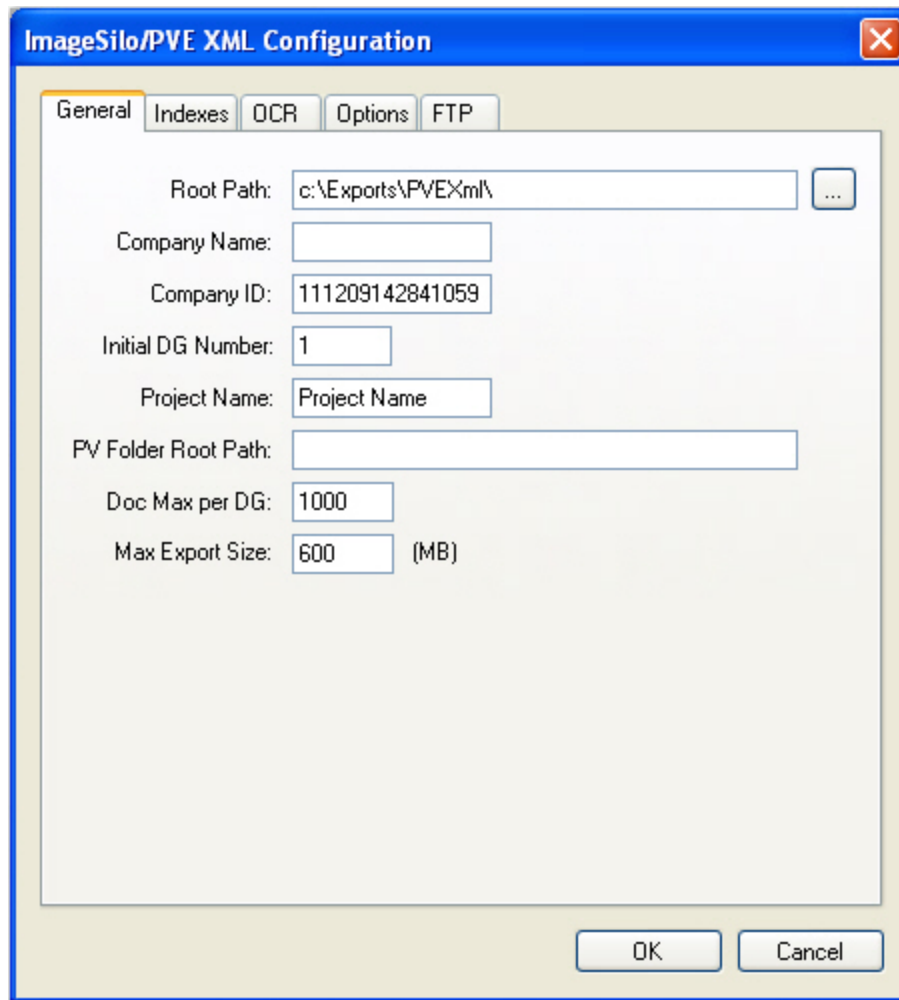 ImageSilo/PVE XML Configuration
General Indexes OCR Options FTP
Root Path: c:\Exports\PVEXml\ ...
Company Name:
Company ID: 111209142841059
Initial DG Number: 1
Project Name: Project Name
PV Folder Root Path:
Doc Max per DG: 1000
Max Export Size: 600 (MB)
OK Cancel